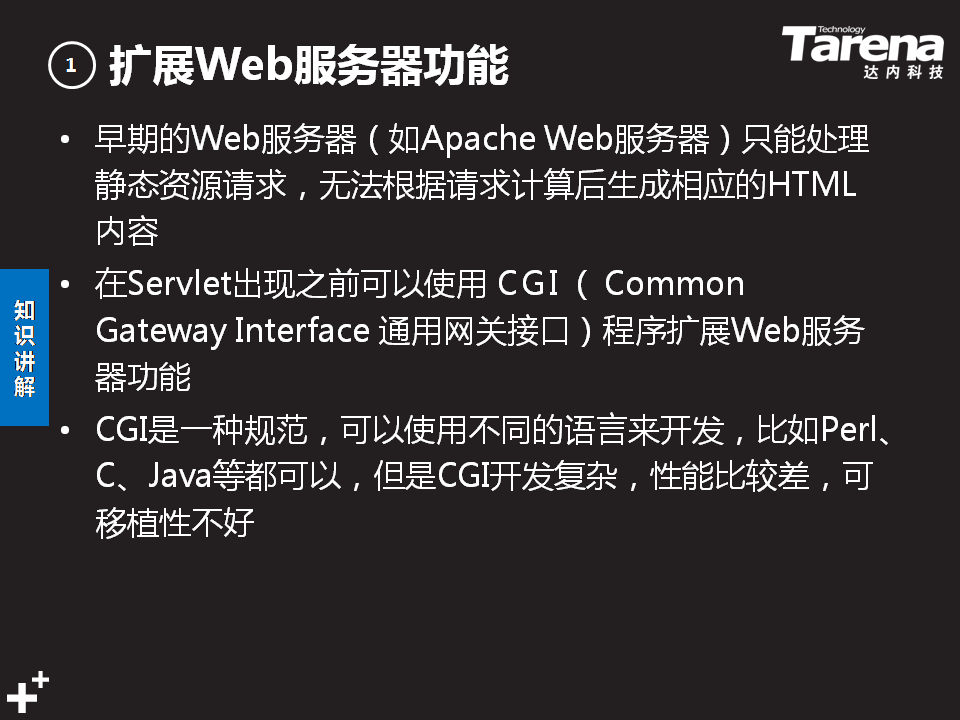 1 扩展Web服务器功能
Technology
Tarena
达内科技
• 早期的Web服务器（如Apache Web服务器）只能处理
静态资源请求，无法根据请求计算后生成相应的HTML
内容
• 在Servlet出现之前可以使用 C G I （ Common
Gateway Interface 通用网关接口）程序扩展Web服务
器功能
• CGI是一种规范，可以使用不同的语言来开发，比如Perl、
C、Java等都可以，但是CGI开发复杂，性能比较差，可
移植性不好
知
识
讲
解